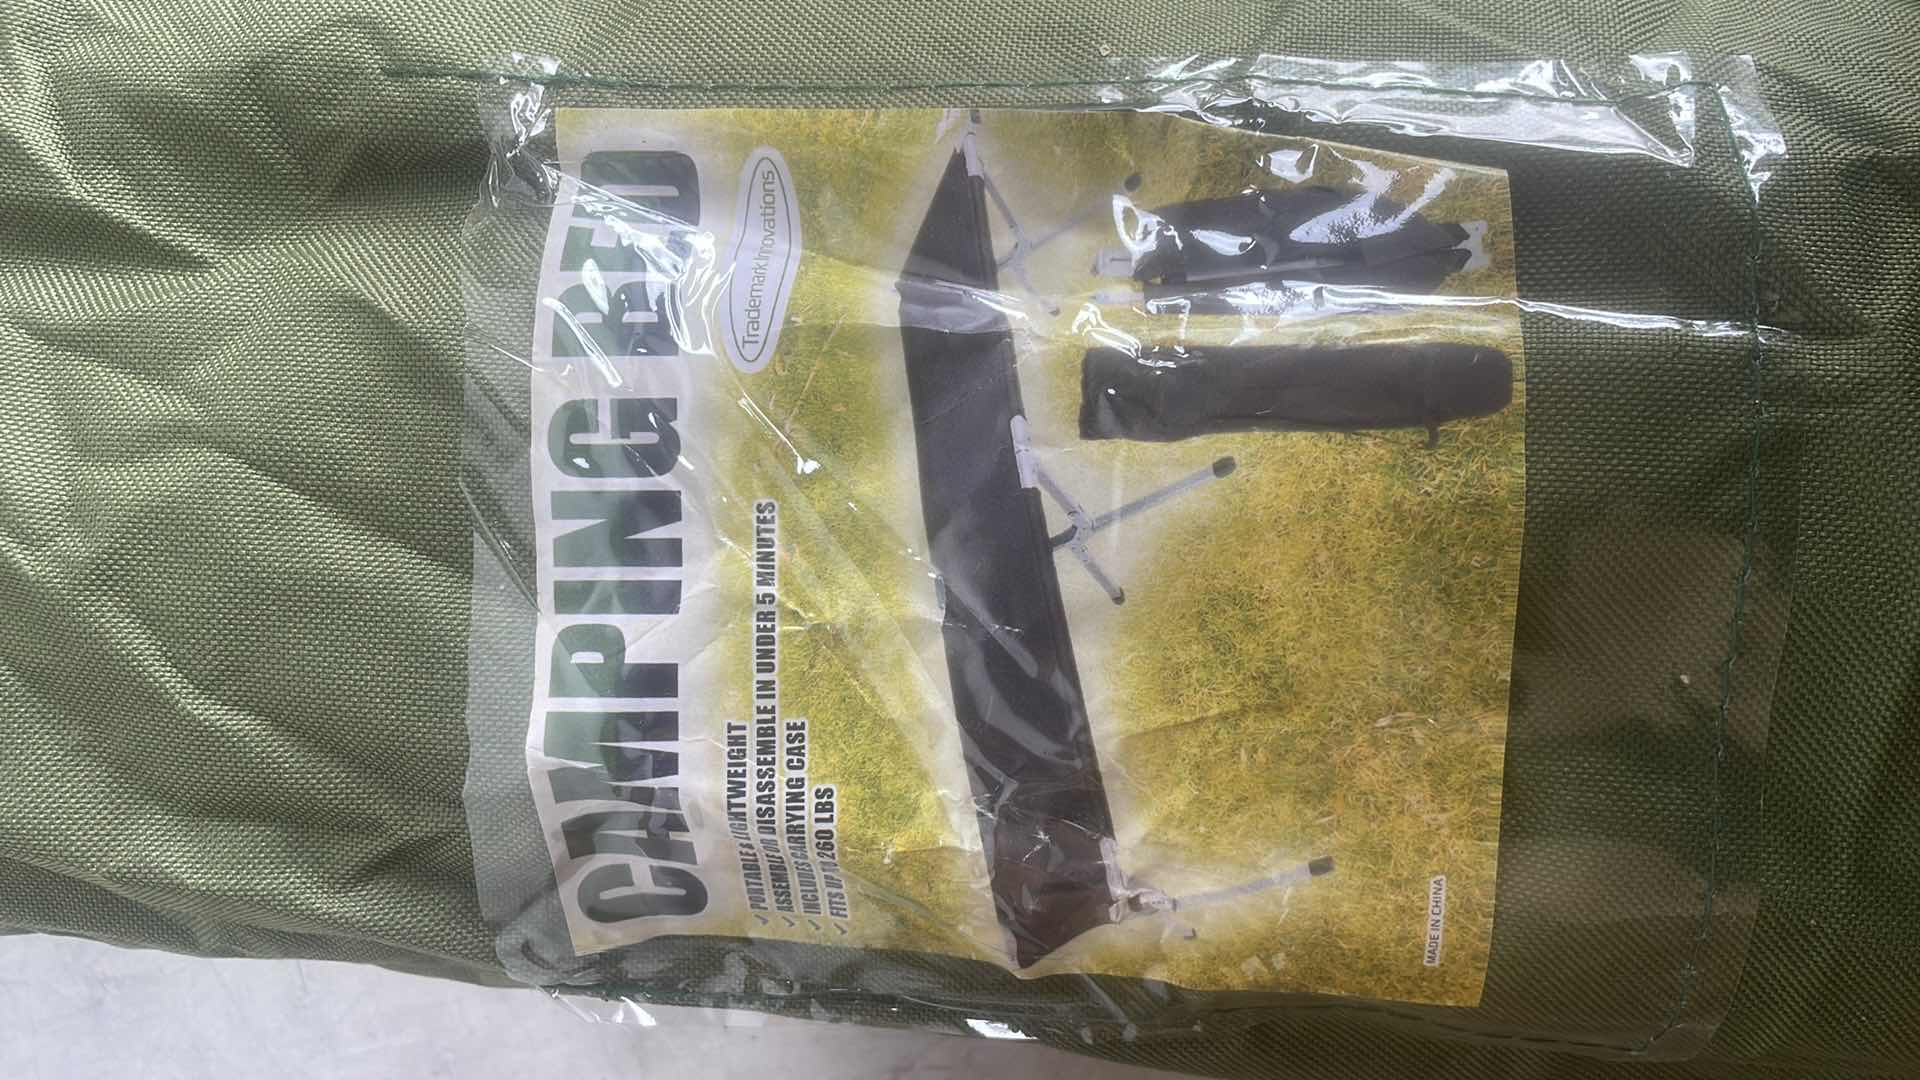 CAMPING BED
Trademark Innovations
✓ PORTABLE & LIGHTWEIGHT
✓ ASSEMBLE OR DISASSEMBLE IN UNDER 5 MINUTES
✓ INCLUDES CARRYING CASE
✓ FITS UP TO 260 LBS
MADE IN CHINA